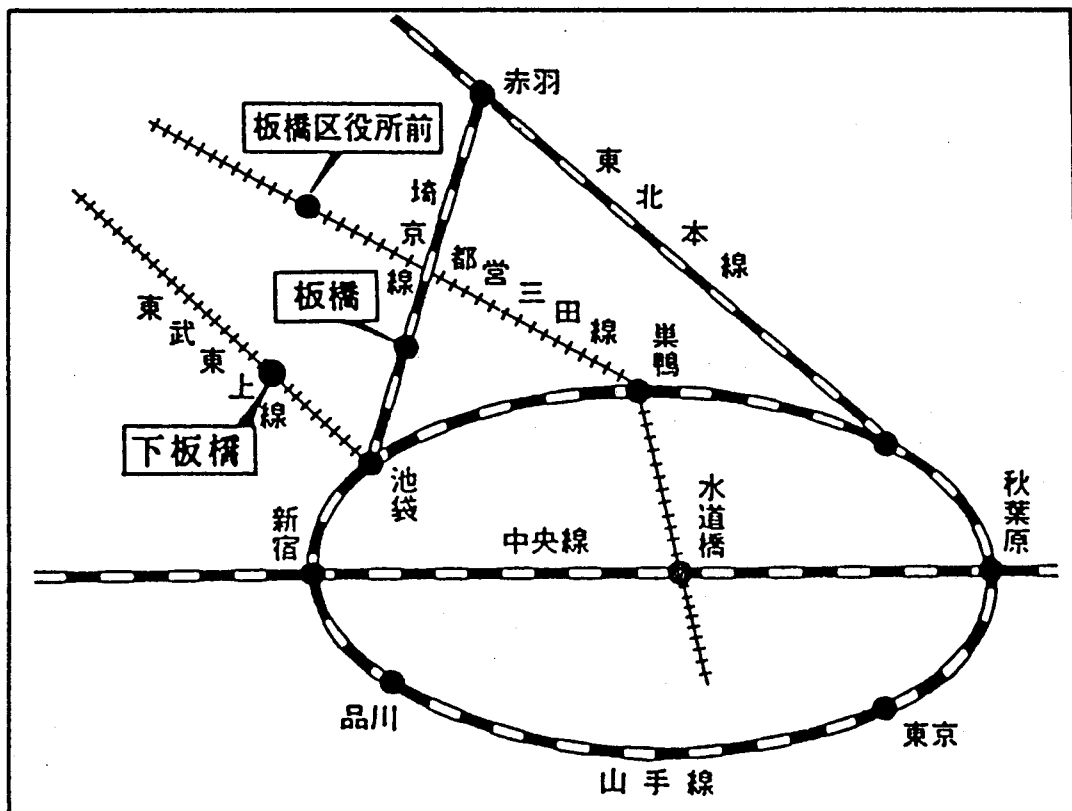 赤羽
板橋区役所前
東北本線
埼京線
都営三田線
板橋
東武東上線
巣鴨
下板橋
池袋
水道橋
秋葉原
新宿
中央線
品川
東京
山手線